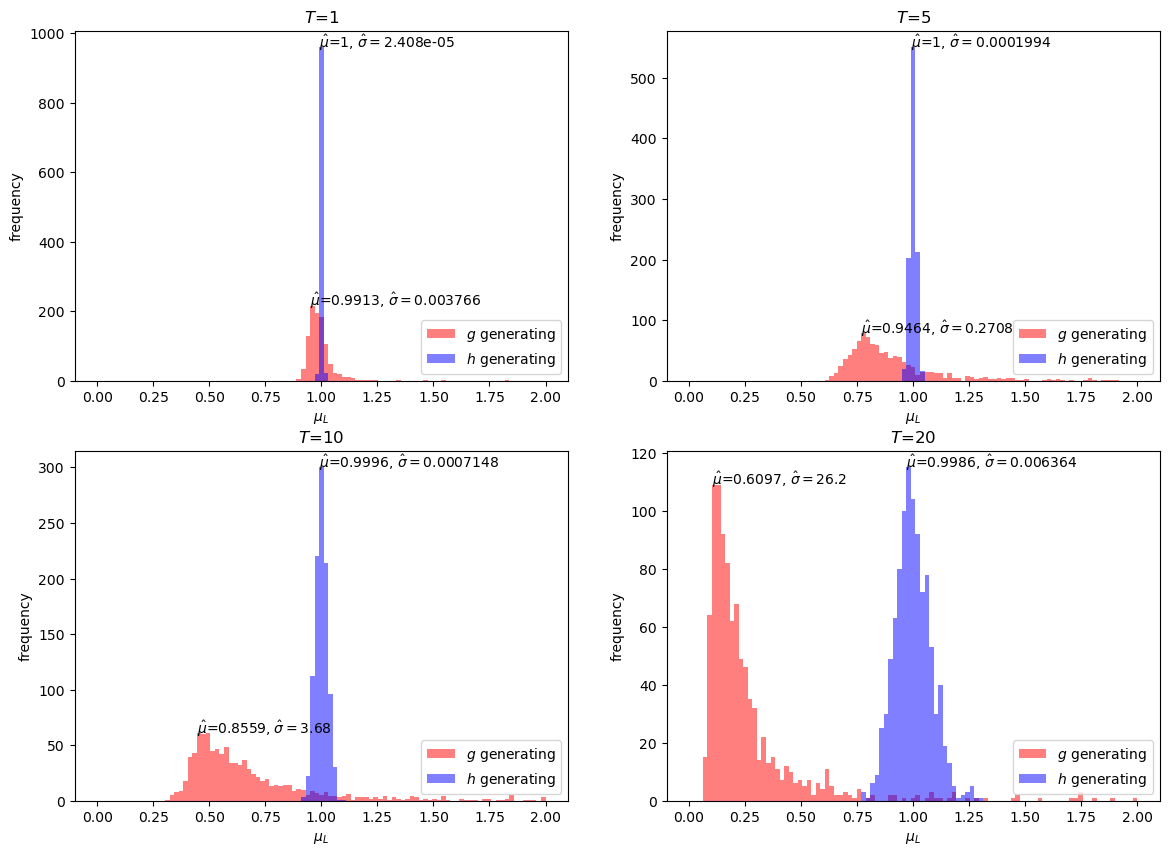 T=1
μ̂=1, σ̂ = 2.408e-05
μ̂=0.9913, σ̂ = 0.003766
1000
800
600
400
200
0
frequency
g generating
h generating
0.00 0.25 0.50 0.75 1.00 1.25 1.50 1.75 2.00
μ_L
T=5
μ̂=1, σ̂ = 0.0001994
μ̂=0.9464, σ̂ = 0.2708
500
400
300
200
100
0
frequency
g generating
h generating
0.00 0.25 0.50 0.75 1.00 1.25 1.50 1.75 2.00
μ_L
T=10
μ̂=0.9996, σ̂ = 0.0007148
μ̂=0.8559, σ̂ = 3.68
300
250
200
150
100
50
0
frequency
g generating
h generating
0.00 0.25 0.50 0.75 1.00 1.25 1.50 1.75 2.00
μ_L
T=20
μ̂=0.9986, σ̂ = 0.006364
μ̂=0.6097, σ̂ = 26.2
120
100
80
60
40
20
0
frequency
g generating
h generating
0.00 0.25 0.50 0.75 1.00 1.25 1.50 1.75 2.00
μ_L